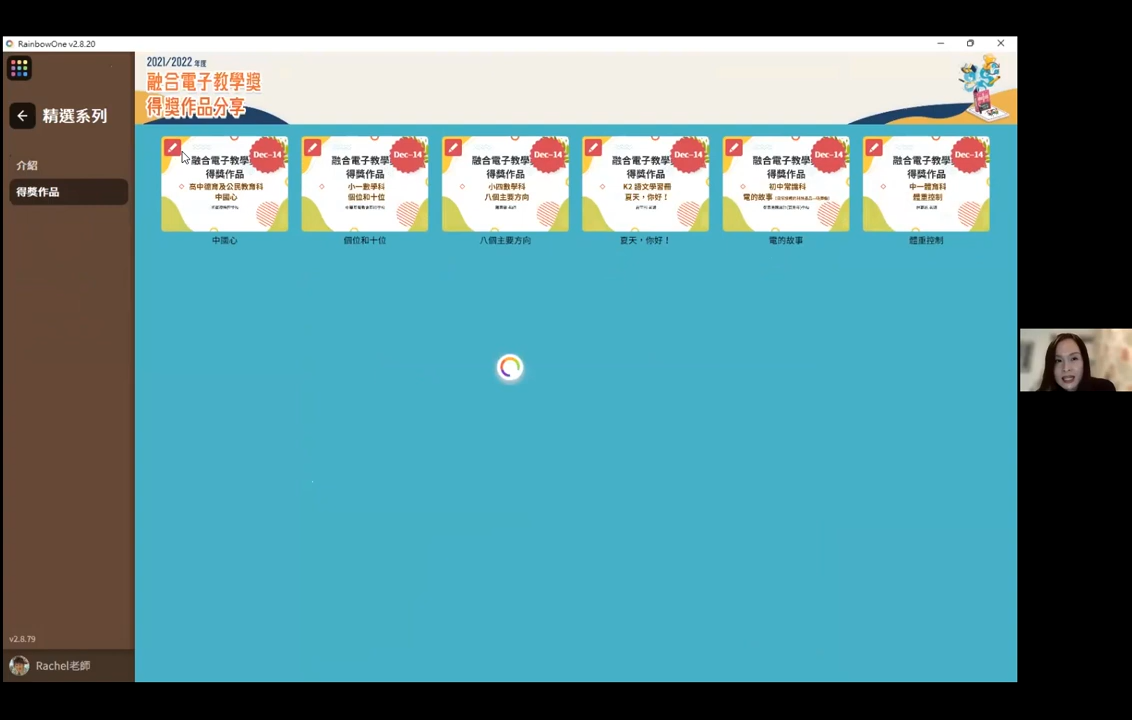 RainbowOne v2.8.20
精選系列
介紹
得獎作品
v2.8.79
Rachel老師
2021/2022 年度
融合電子教學獎
得獎作品分享
Dec-14
融合電子教學
得獎作品
高中德育及公民教育科
中國心
中國心
Dec-14
融合電子教學
得獎作品
小一數學科
個位和十位
個位和十位
Dec-14
融合電子教學
得獎作品
小四數學科
八個主要方向
八個主要方向
Dec-14
融合電子教學
得獎作品
K2 語文學習冊
夏天，你好！
夏天，你好！
Dec-14
融合電子教學
得獎作品
初中常識科
電的故事
電的故事
Dec-14
融合電子教學
得獎作品
中一體育科
體重控制
體重控制